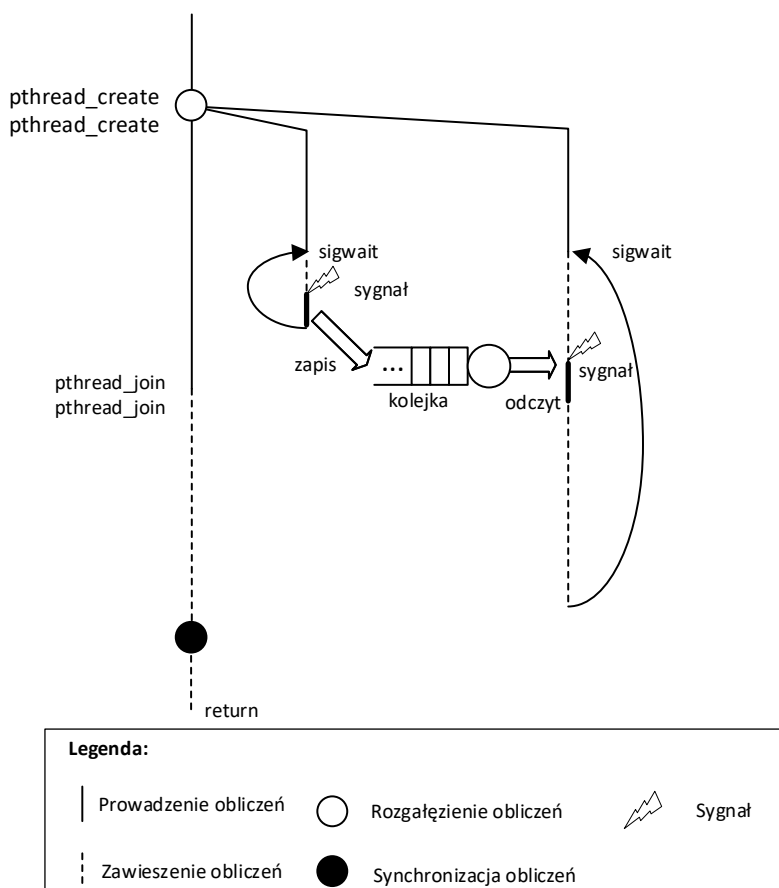 pthread_create
pthread_create
sigwait
sigwait
sygnał
zapis
...
sygnał
pthread_join
pthread_join
kolejka
odczyt
return
Legenda:
Prowadzenie obliczeń
Rozgałęzienie obliczeń
Sygnał
Zawieszenie obliczeń
Synchronizacja obliczeń